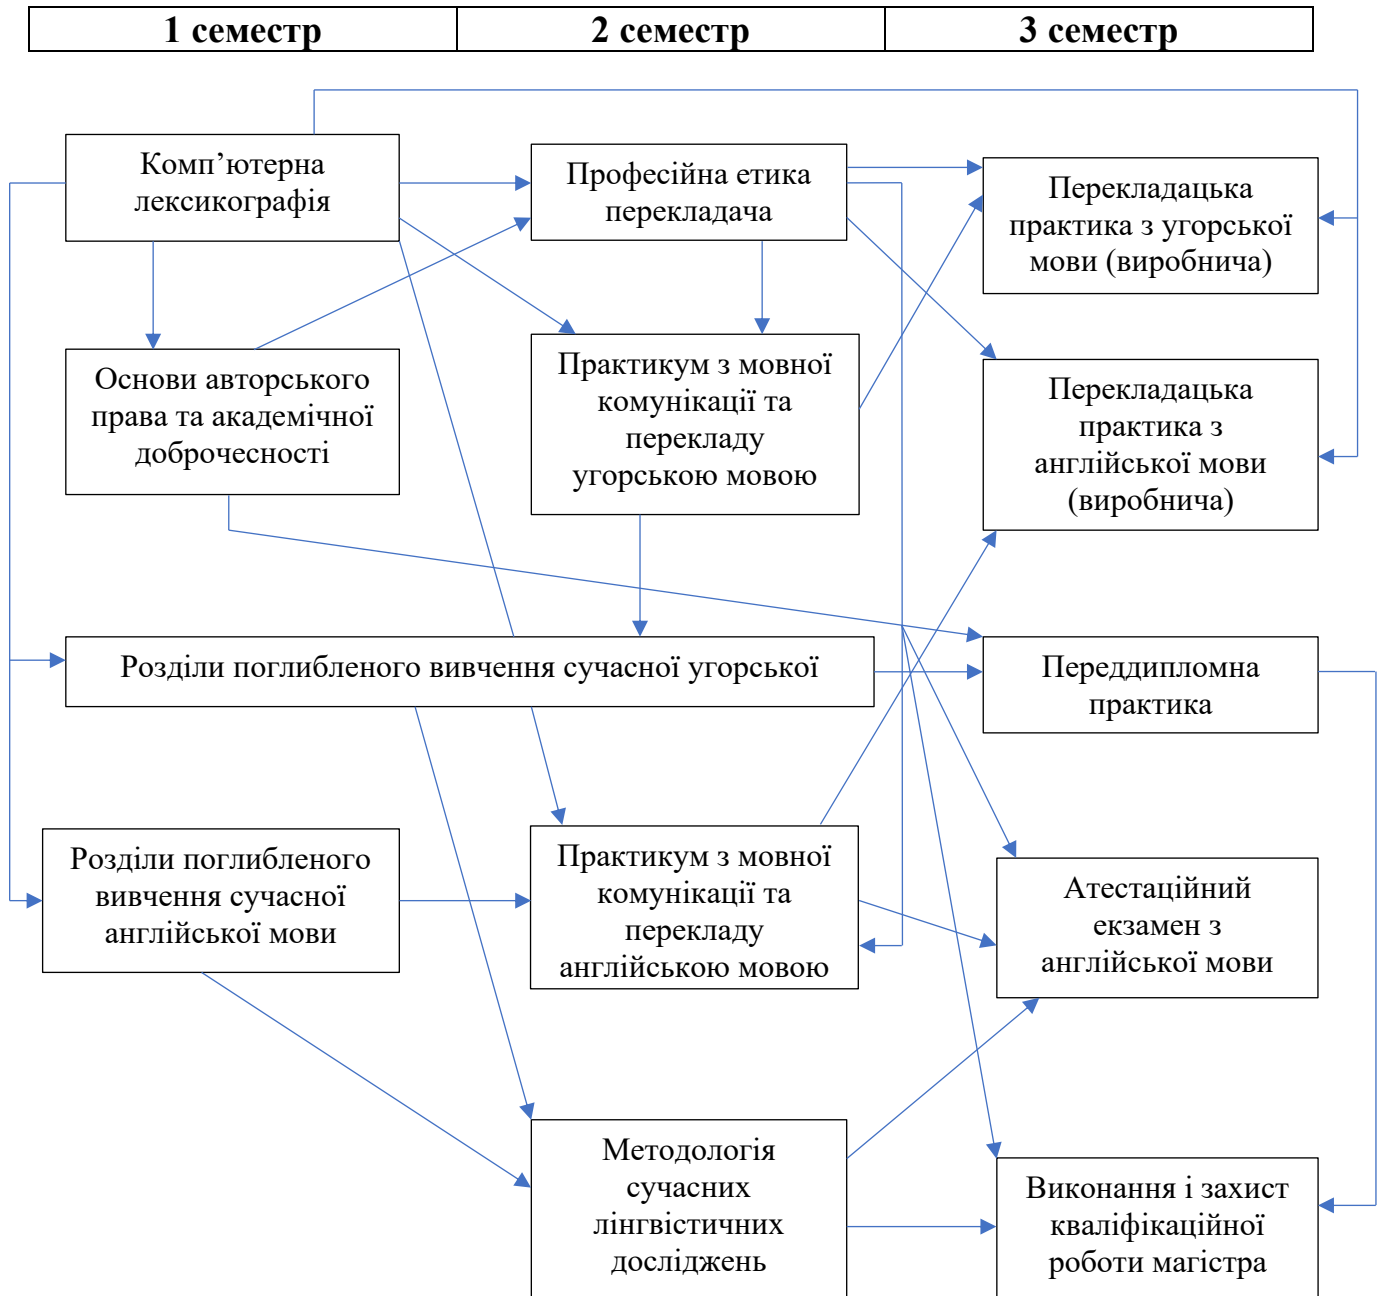 1 семестр
2 семестр
3 семестр
Комп’ютерна
лексикографія
Професійна етика
перекладача
Перекладацька
практика з угорської
мови (виробнича)
Основи авторського
права та академічної
доброчесності
Практикум з мовної
комунікації та
перекладу
угорською мовою
Перекладацька
практика з
англійської мови
(виробнича)
Розділи поглибленого вивчення сучасної угорської
Переддипломна
практика
Розділи поглибленого
вивчення сучасної
англійської мови
Практикум з мовної
комунікації та
перекладу
англійською мовою
Атестаційний
екзамен з
англійської мови
Методологія
сучасних
лінгвістичних
досліджень
Виконання і захист
кваліфікаційної
роботи магістра